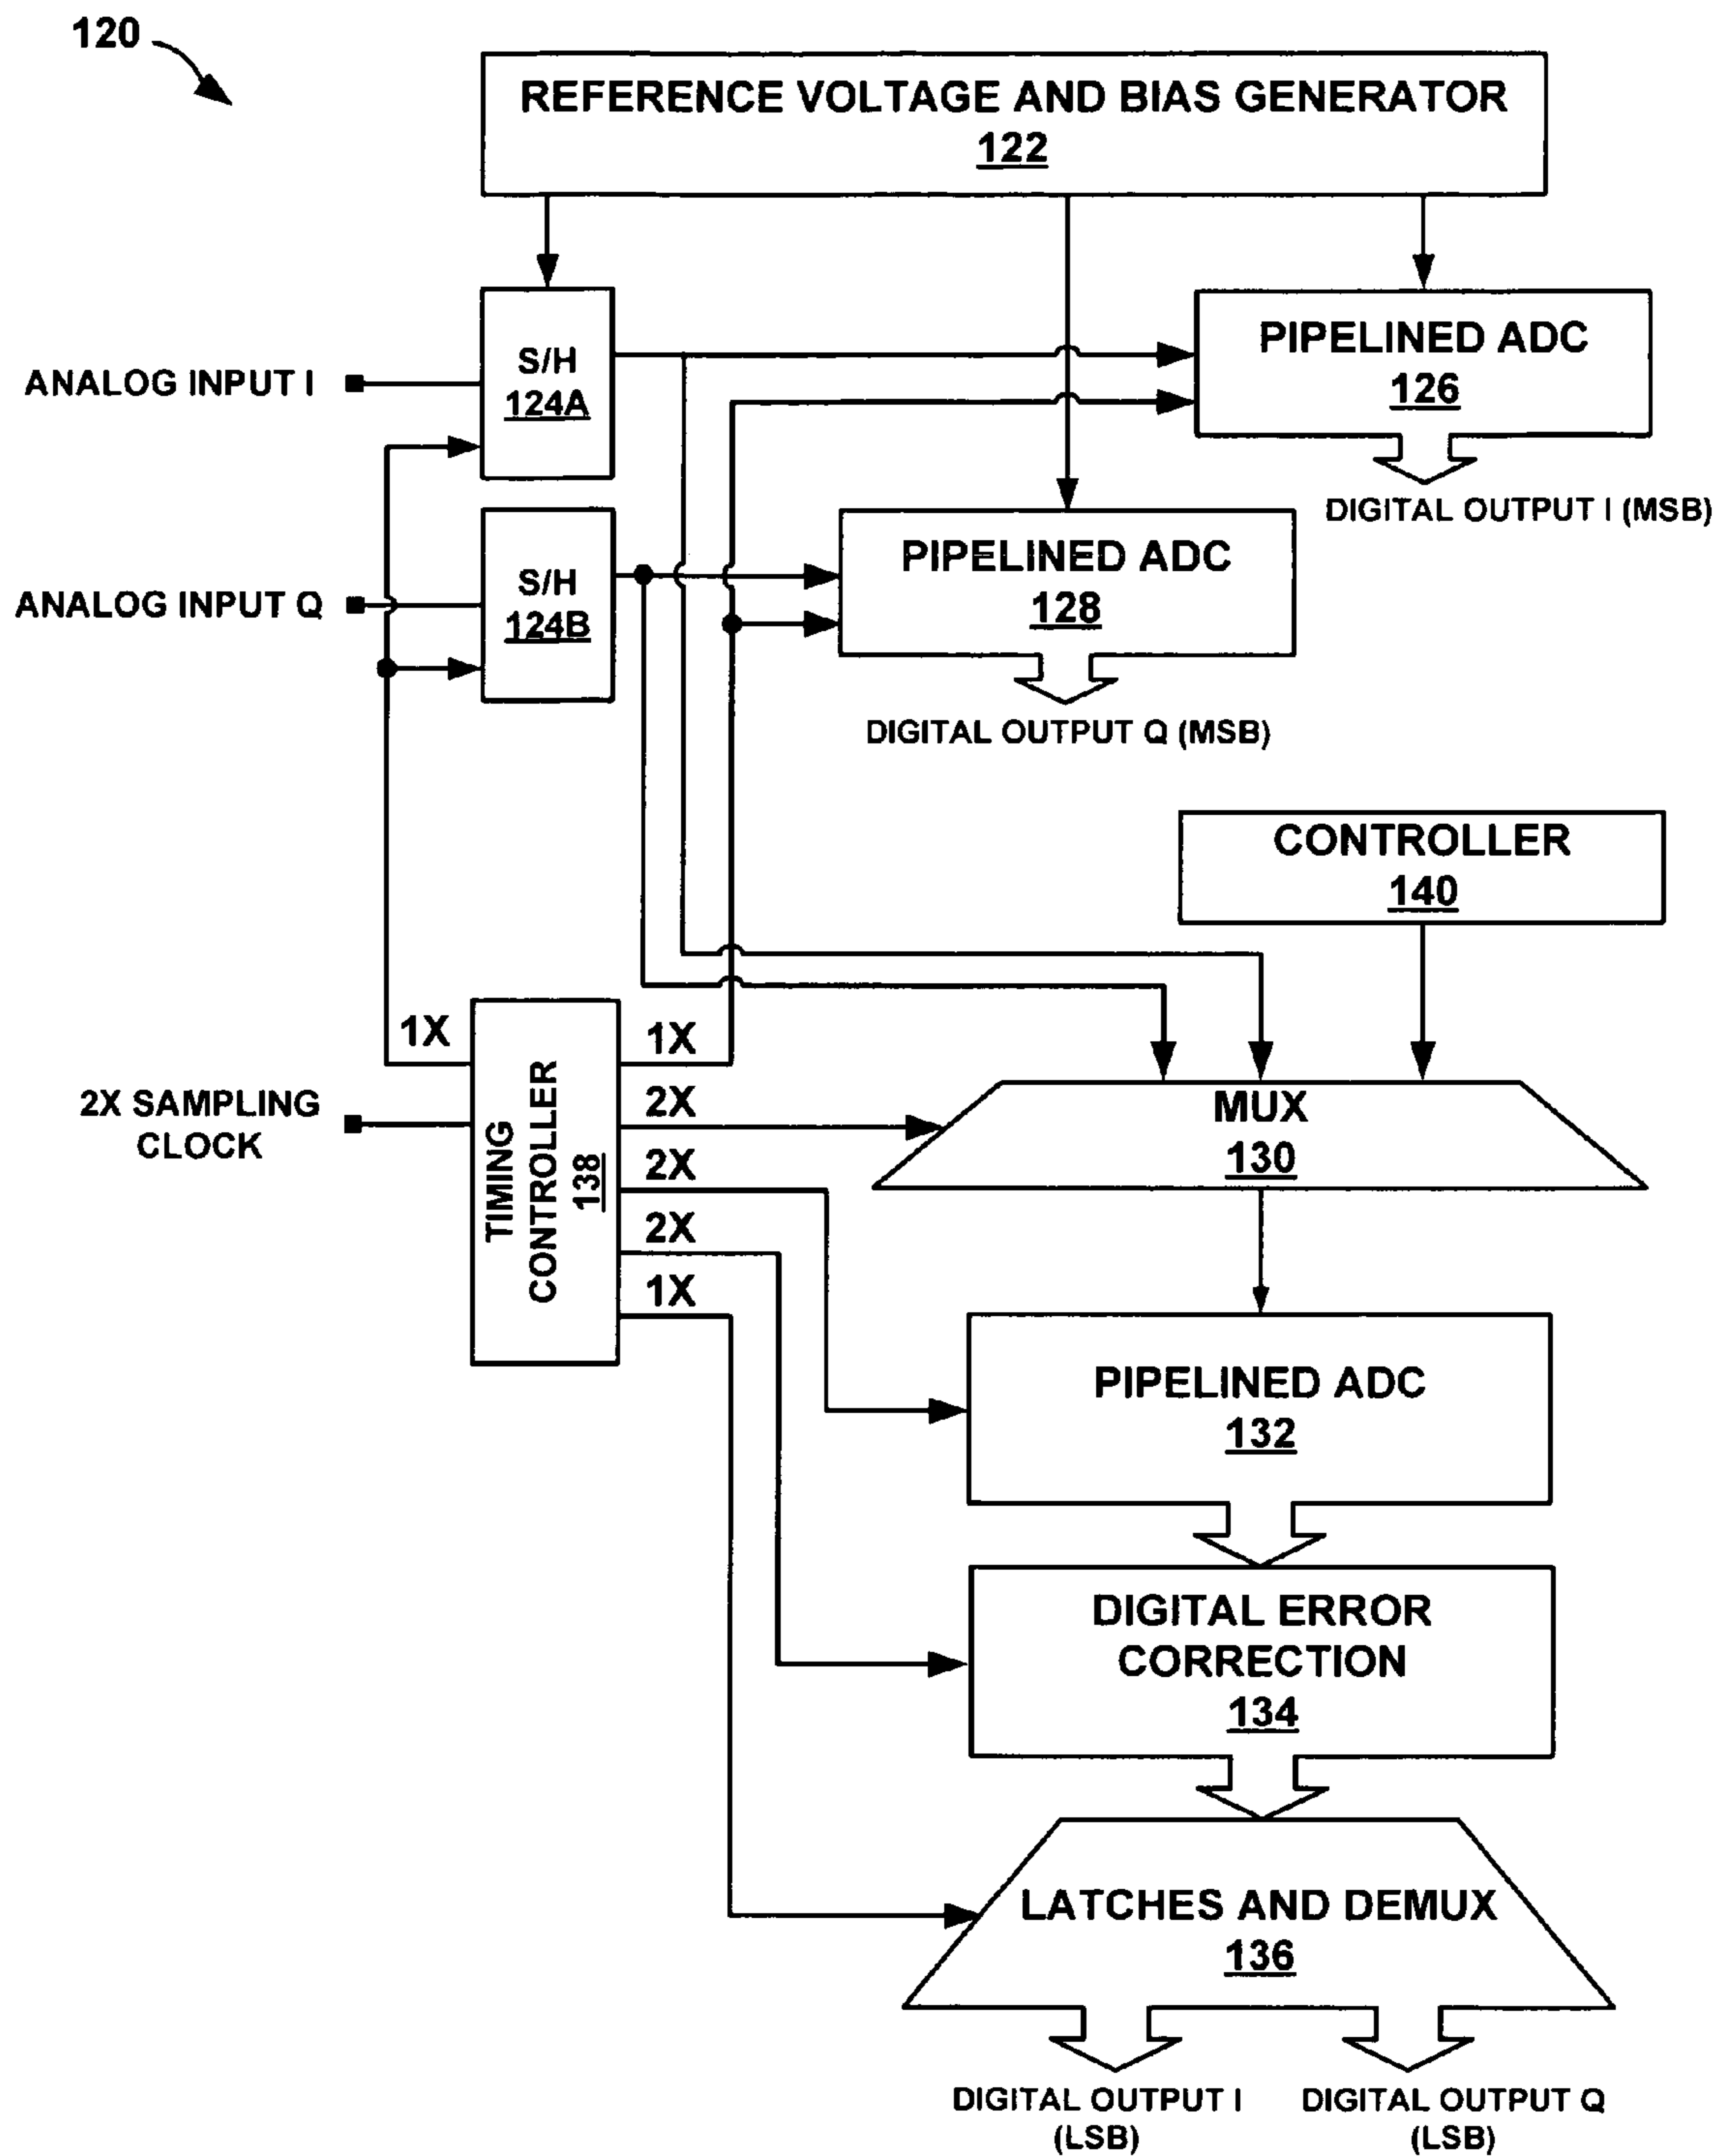 120
REFERENCE VOLTAGE AND BIAS GENERATOR
122
S/H
124A
ANALOG INPUT I
PIPELINED ADC
126
DIGITAL OUTPUT I (MSB)
S/H
124B
ANALOG INPUT Q
PIPELINED ADC
128
DIGITAL OUTPUT Q (MSB)
CONTROLLER
140
1X
1X
2X SAMPLING
CLOCK
TIMING
CONTROLLER
138
2X
2X
2X
1X
MUX
130
PIPELINED ADC
132
DIGITAL ERROR
CORRECTION
134
LATCHES AND DEMUX
136
DIGITAL OUTPUT I
(LSB)
DIGITAL OUTPUT Q
(LSB)